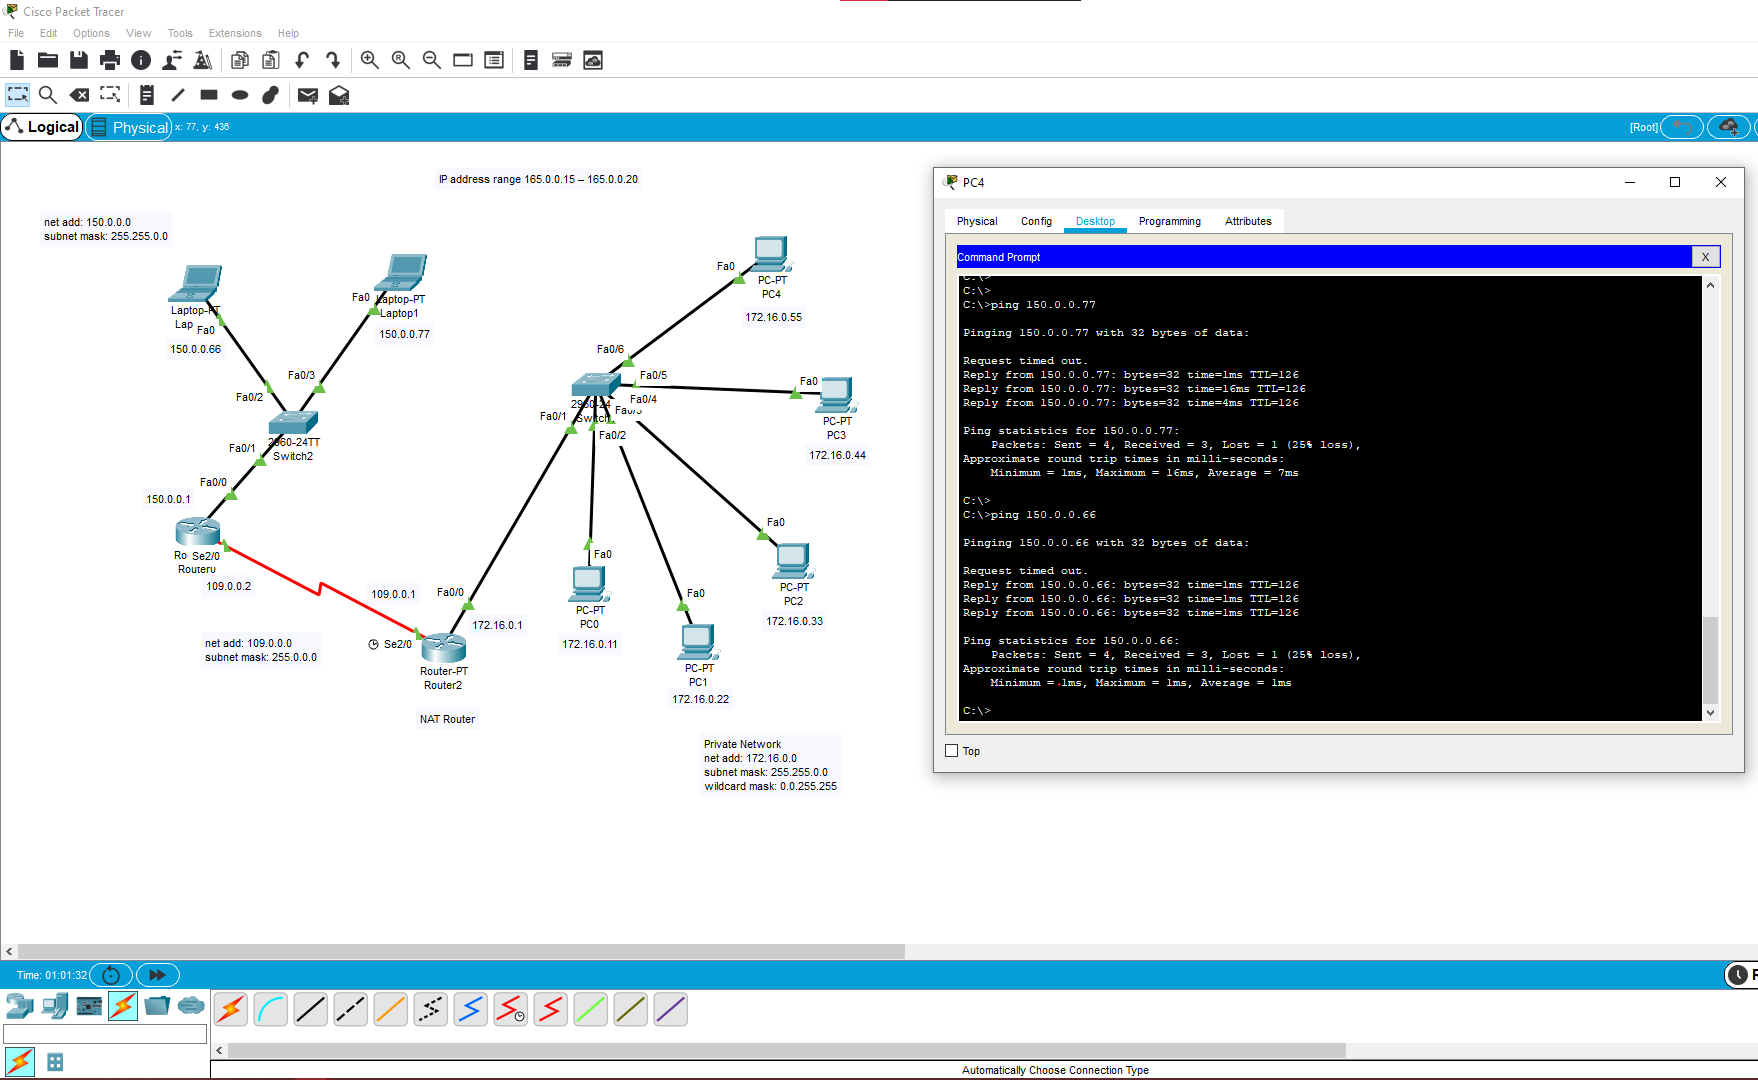 Cisco Packet Tracer
File Edit Options View Tools Extensions Help
Logical
Physical
x: 77, y: 436
[Root]
IP address range 165.0.0.15 – 165.0.0.20
net add: 150.0.0.0
subnet mask: 255.255.0.0
Laptop-PT
Lap
Fa0
150.0.0.66
Fa0
Laptop-PT
Laptop1
150.0.0.77
Fa0/2
Fa0/3
2960-24TT
Switch2
Fa0/1
Fa0/0
150.0.0.1
Ro
Se2/0
Router0
109.0.0.2
net add: 109.0.0.0
subnet mask: 255.0.0.0
109.0.0.1
Fa0/0
172.16.0.1
Se2/0
Router-PT
Router2
NAT Router
Fa0/6
Fa0/5
Fa0/4
2950-24
Switch
Fa0/3
Fa0/1
Fa0/2
Fa0
PC-PT
PC4
172.16.0.55
Fa0
PC-PT
PC3
172.16.0.44
Fa0
PC-PT
PC2
172.16.0.33
Fa0
PC-PT
PC0
172.16.0.11
Fa0
PC-PT
PC1
172.16.0.22
Private Network
net add: 172.16.0.0
subnet mask: 255.255.0.0
wildcard mask: 0.0.255.255
PC4
Physical Config Desktop Programming Attributes
Command Prompt
X
C:\>
C:\>
C:\>ping 150.0.0.77
Pinging 150.0.0.77 with 32 bytes of data:
Request timed out.
Reply from 150.0.0.77: bytes=32 time=1ms TTL=126
Reply from 150.0.0.77: bytes=32 time=16ms TTL=126
Reply from 150.0.0.77: bytes=32 time=4ms TTL=126
Ping statistics for 150.0.0.77:
Packets: Sent = 4, Received = 3, Lost = 1 (25% loss),
Approximate round trip times in milli-seconds:
Minimum = 1ms, Maximum = 16ms, Average = 7ms
C:\>
C:\>ping 150.0.0.66
Pinging 150.0.0.66 with 32 bytes of data:
Request timed out.
Reply from 150.0.0.66: bytes=32 time=1ms TTL=126
Reply from 150.0.0.66: bytes=32 time=1ms TTL=126
Reply from 150.0.0.66: bytes=32 time=1ms TTL=126
Ping statistics for 150.0.0.66:
Packets: Sent = 4, Received = 3, Lost = 1 (25% loss),
Approximate round trip times in milli-seconds:
Minimum = 1ms, Maximum = 1ms, Average = 1ms
C:\>
Top
Time: 01:01:32
Automatically Choose Connection Type